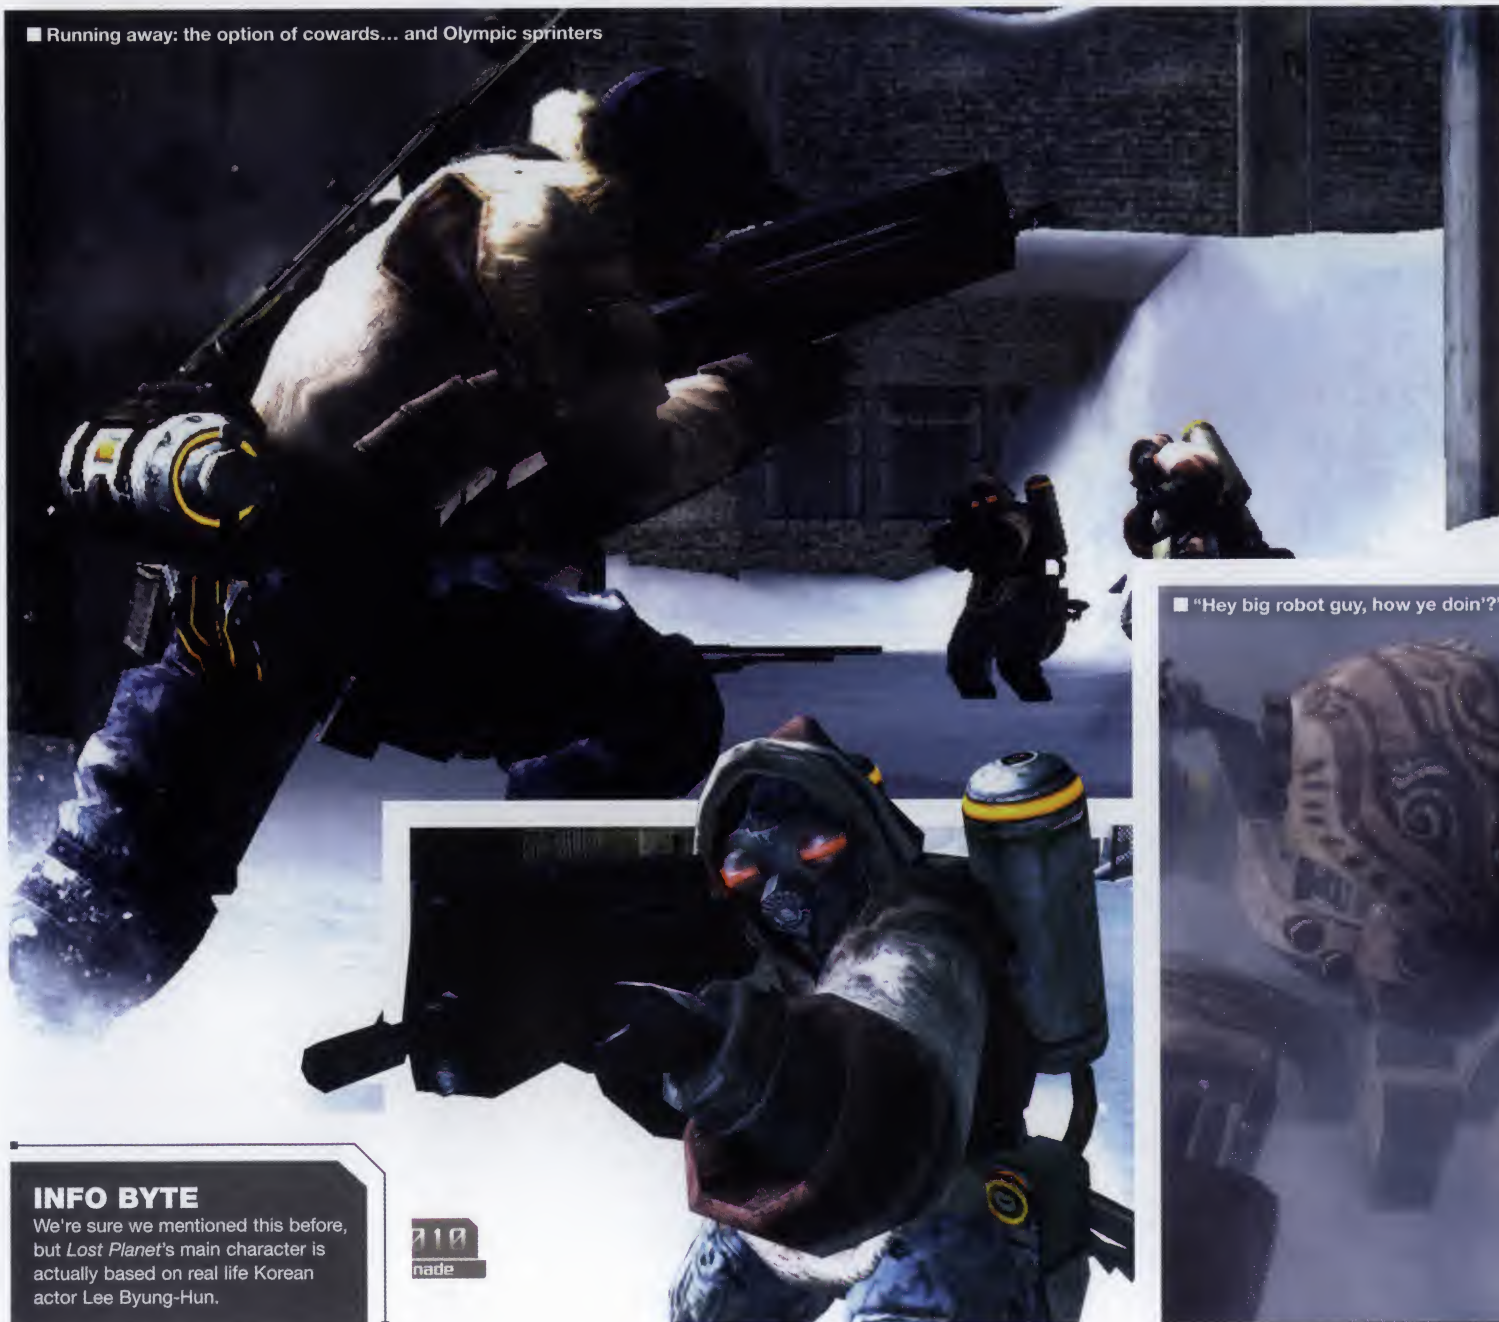 Running away: the option of cowards... and Olympic sprinters
"Hey big robot guy, how ye doin'?"
INFO BYTE
We're sure we mentioned this before,
but Lost Planet's main character is
actually based on real life Korean
actor Lee Byung-Hun.
010
nade